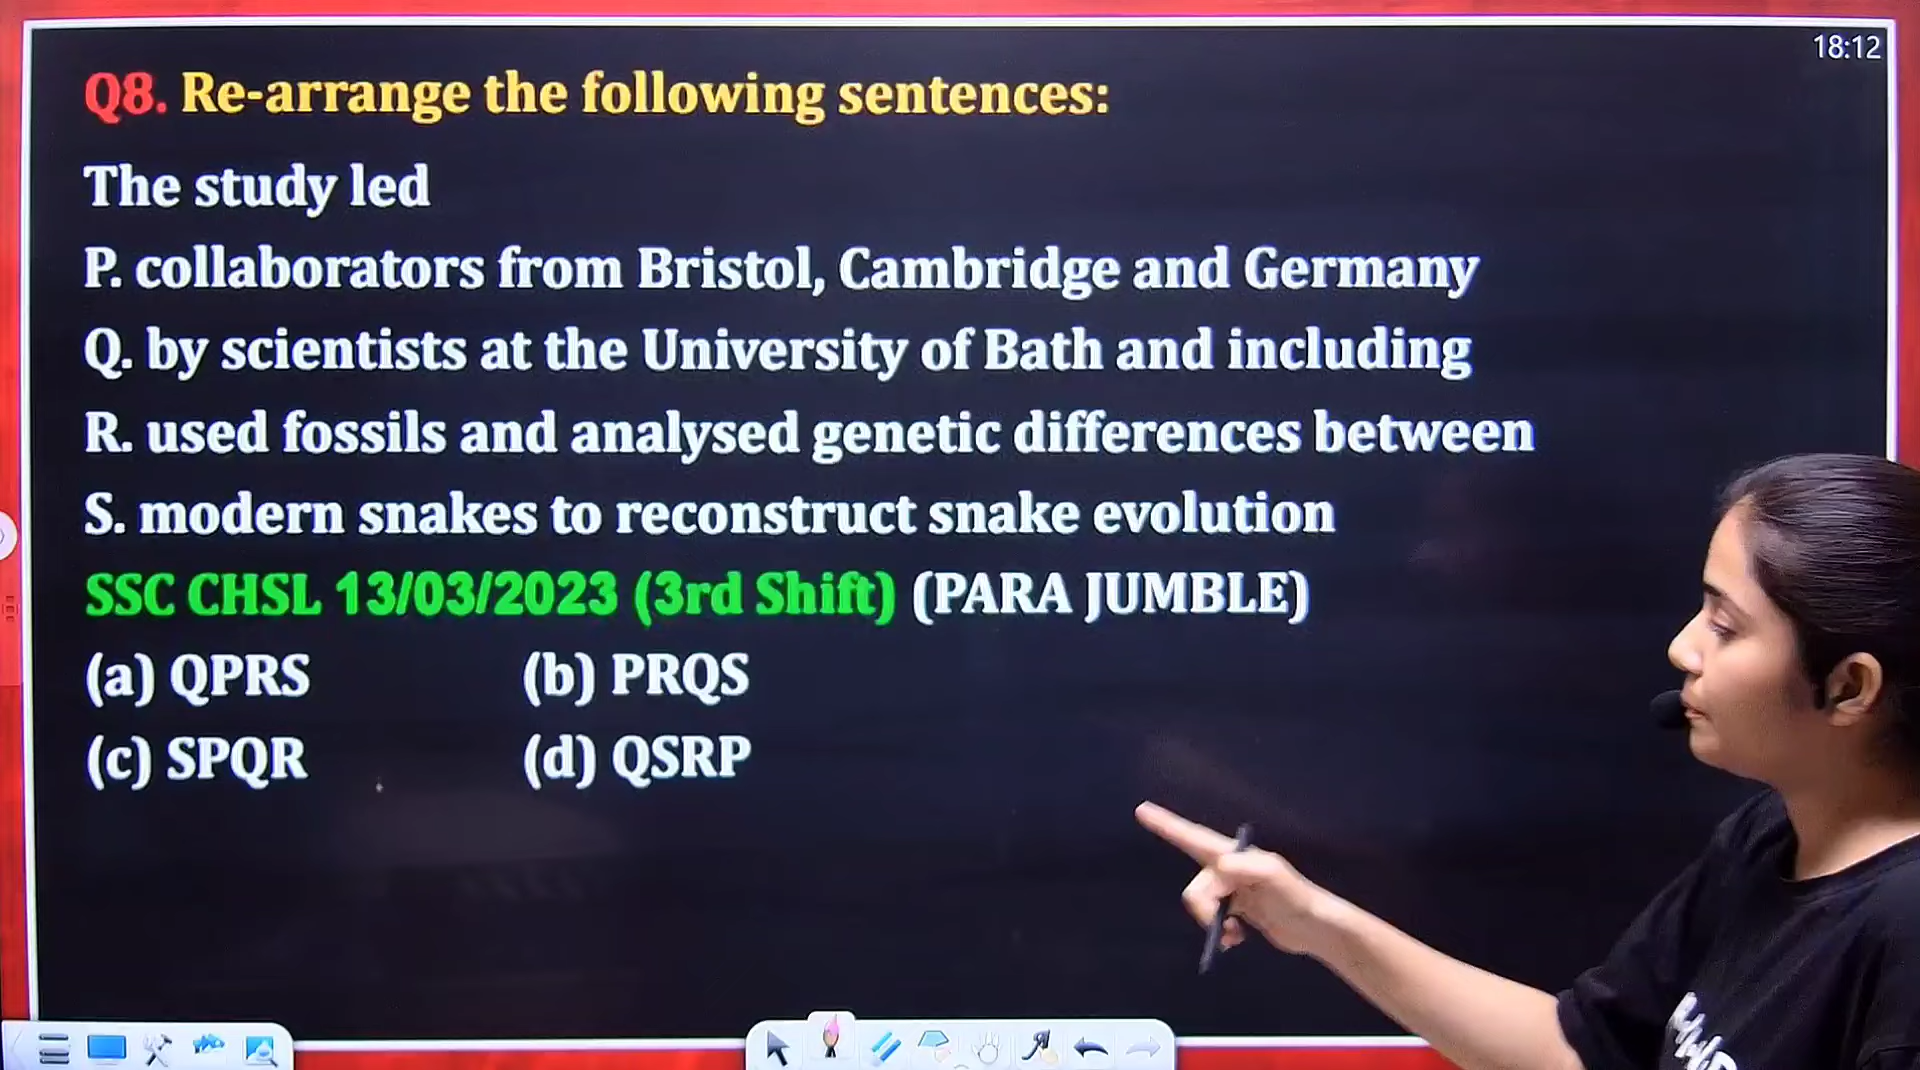 18:12
Q8. Re-arrange the following sentences:
The study led
P. collaborators from Bristol, Cambridge and Germany
Q. by scientists at the University of Bath and including
R. used fossils and analysed genetic differences between
S. modern snakes to reconstruct snake evolution
SSC CHSL 13/03/2023 (3rd Shift) (PARA JUMBLE)
(a) QPRS (b) PRQS
(c) SPQR (d) QSRP